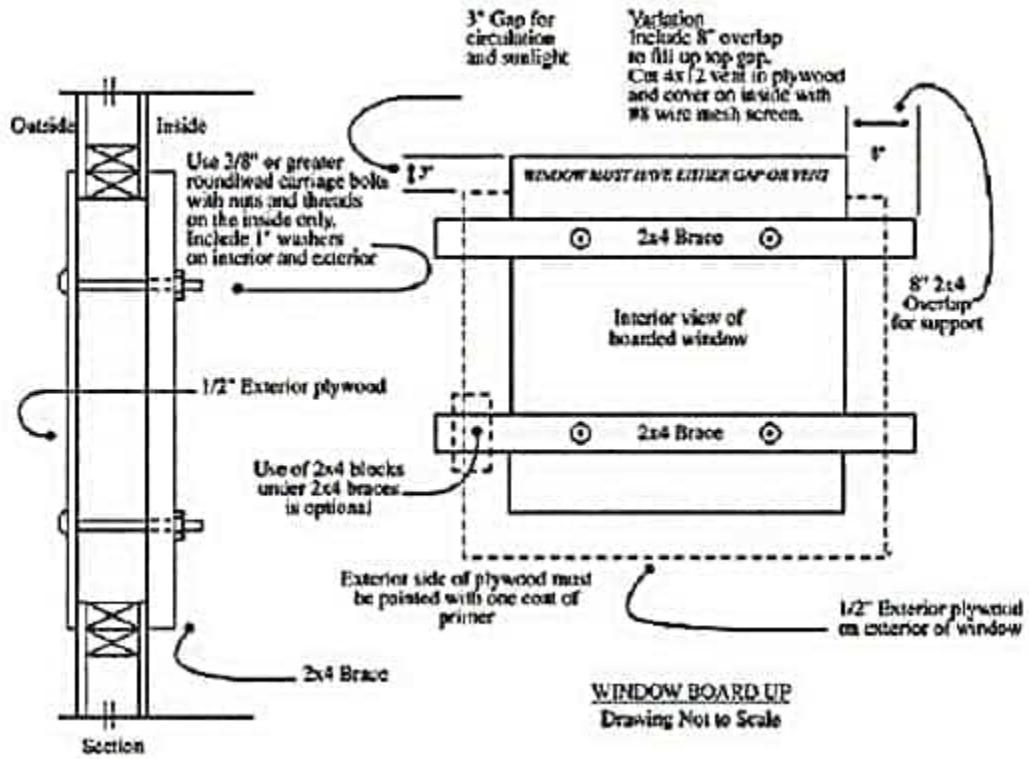 3" Gap for
circulation
and sunlight
Variation
Include 8" overlap
to fill up top gap.
Cut 4x12 vent in plywood
and cover on inside with
#8 wire mesh screen.
Outside
Inside
Use 3/8" or greater
roundhead carriage bolts
with nuts and threads
on the inside only.
Include 1" washers
on interior and exterior
3"
8"
WINDOW MUST HAVE EITHER GAP OR VENT
2x4 Brace
8" 2x4
Overlap
for support
Interior view of
boarded window
1/2" Exterior plywood
2x4 Brace
Use of 2x4 blocks
under 2x4 braces
is optional
Exterior side of plywood must
be painted with one coat of
primer
1/2" Exterior plywood
on exterior of window
2x4 Brace
WINDOW BOARD UP
Drawing Not to Scale
Section